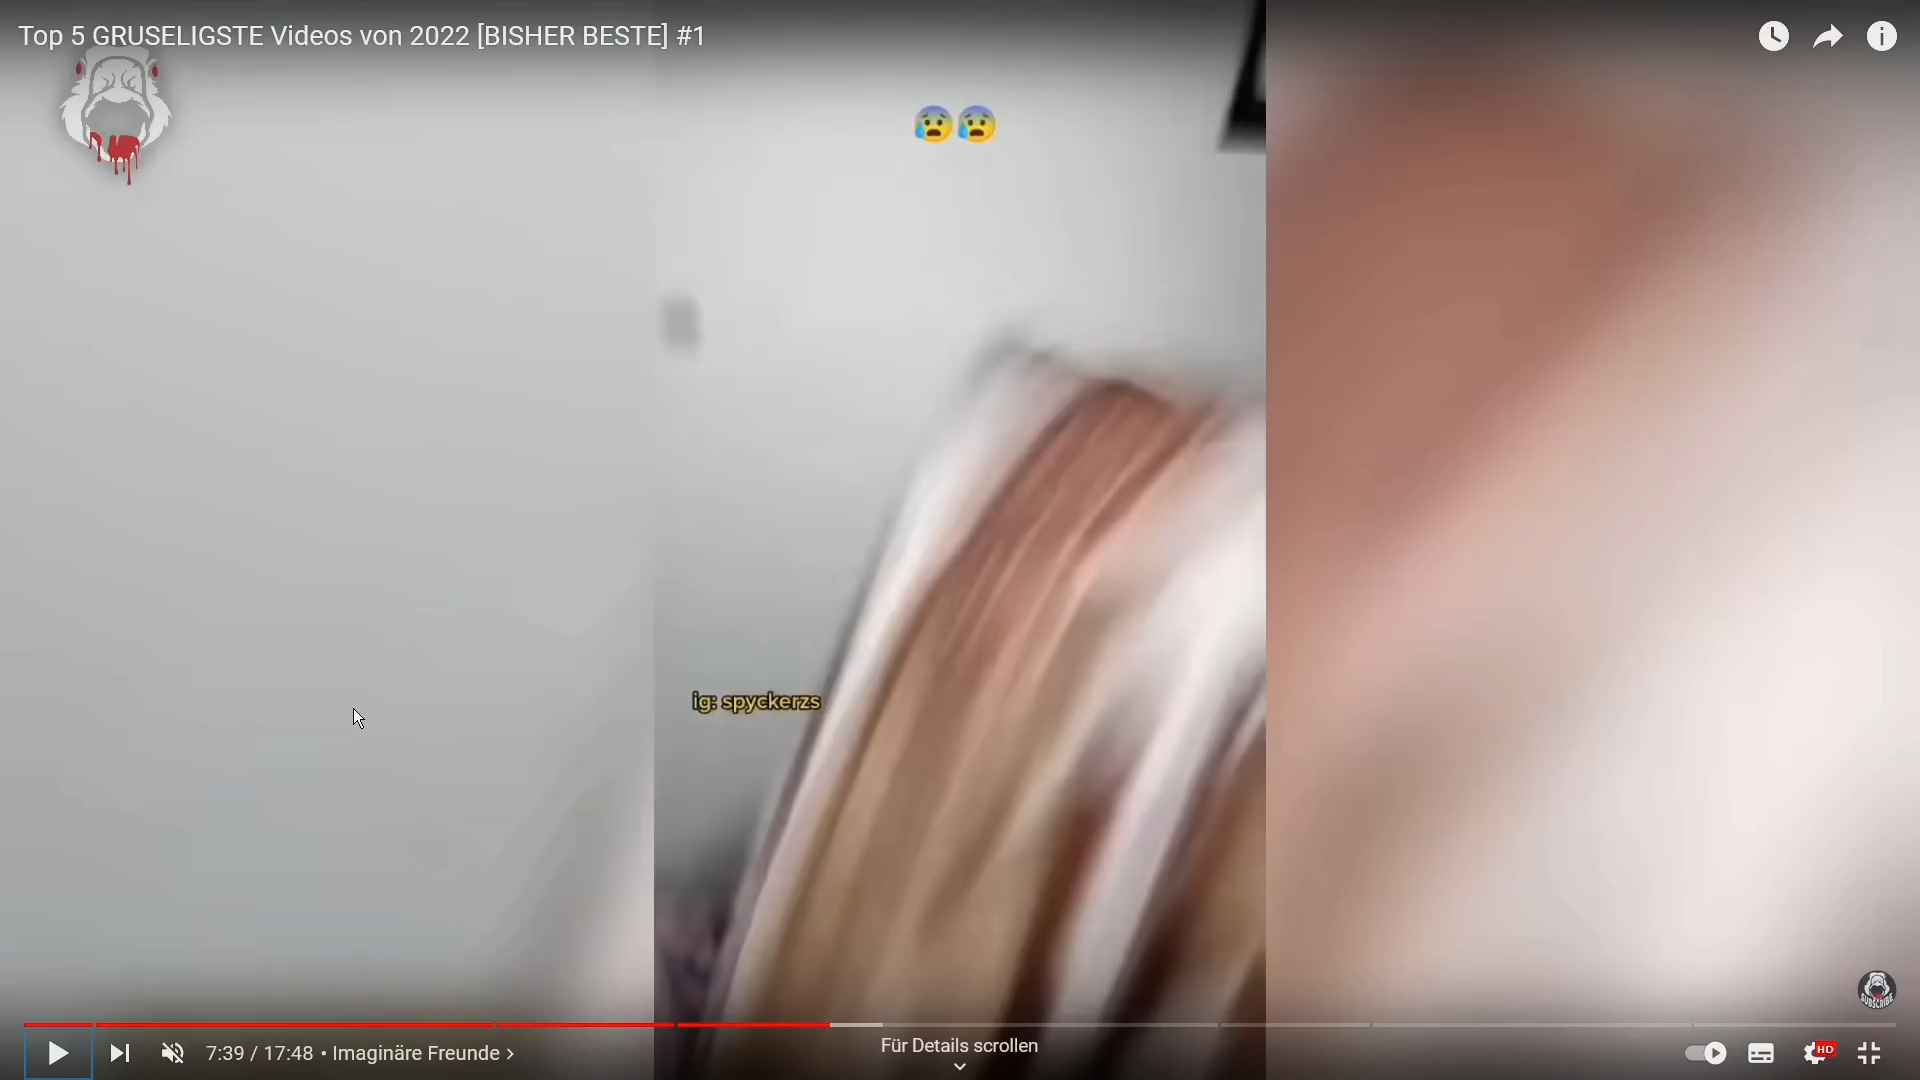 Top 5 GRUSELIGSTE Videos von 2022 [BISHER BESTE] #1
😰😰
ig: spyckerzs
SUBSCRIBE
Für Details scrollen
7:39 / 17:48 • Imaginäre Freunde
HD